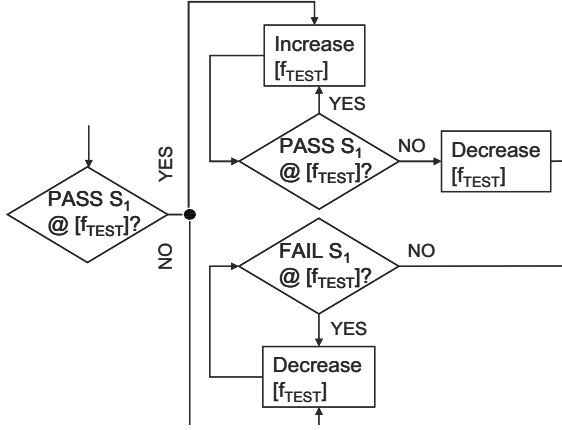 Increase
[fTEST]
YES
PASS S1
@ [fTEST]?
NO
Decrease
[fTEST]
YES
PASS S1
@ [fTEST]?
NO
FAIL S1
@ [fTEST]?
NO
YES
Decrease
[fTEST]